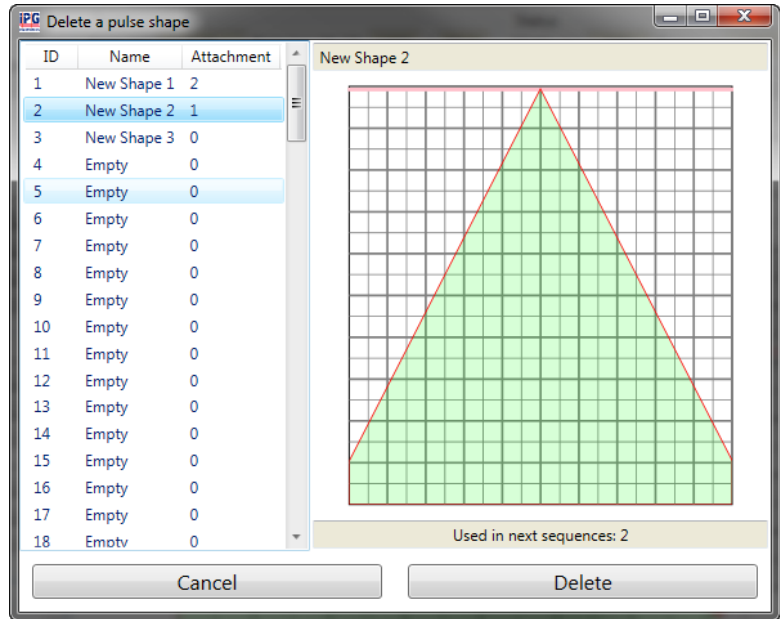 iPG Delete a pulse shape
ID Name Attachment
1 New Shape 1 2
2 New Shape 2 1
3 New Shape 3 0
4 Empty 0
5 Empty 0
6 Empty 0
7 Empty 0
8 Empty 0
9 Empty 0
10 Empty 0
11 Empty 0
12 Empty 0
13 Empty 0
14 Empty 0
15 Empty 0
16 Empty 0
17 Empty 0
18 Empty 0
New Shape 2
Used in next sequences: 2
Cancel Delete